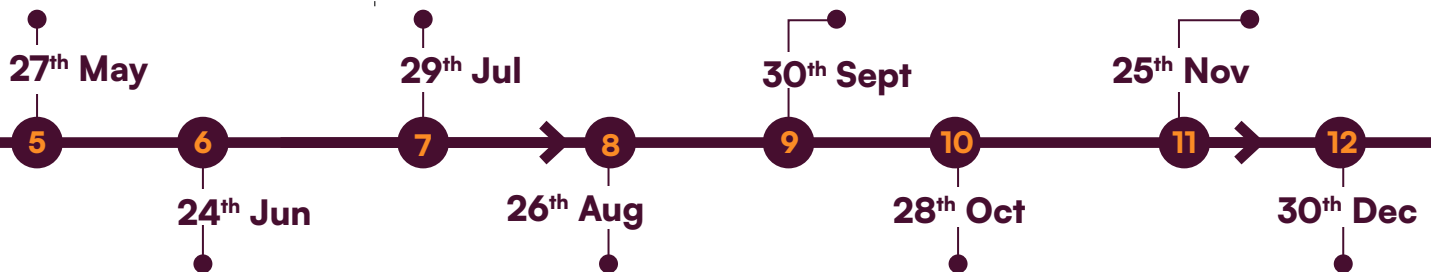 27th May
29th Jul
30th Sept
25th Nov
5
6
7
8
9
10
11
12
24th Jun
26th Aug
28th Oct
30th Dec